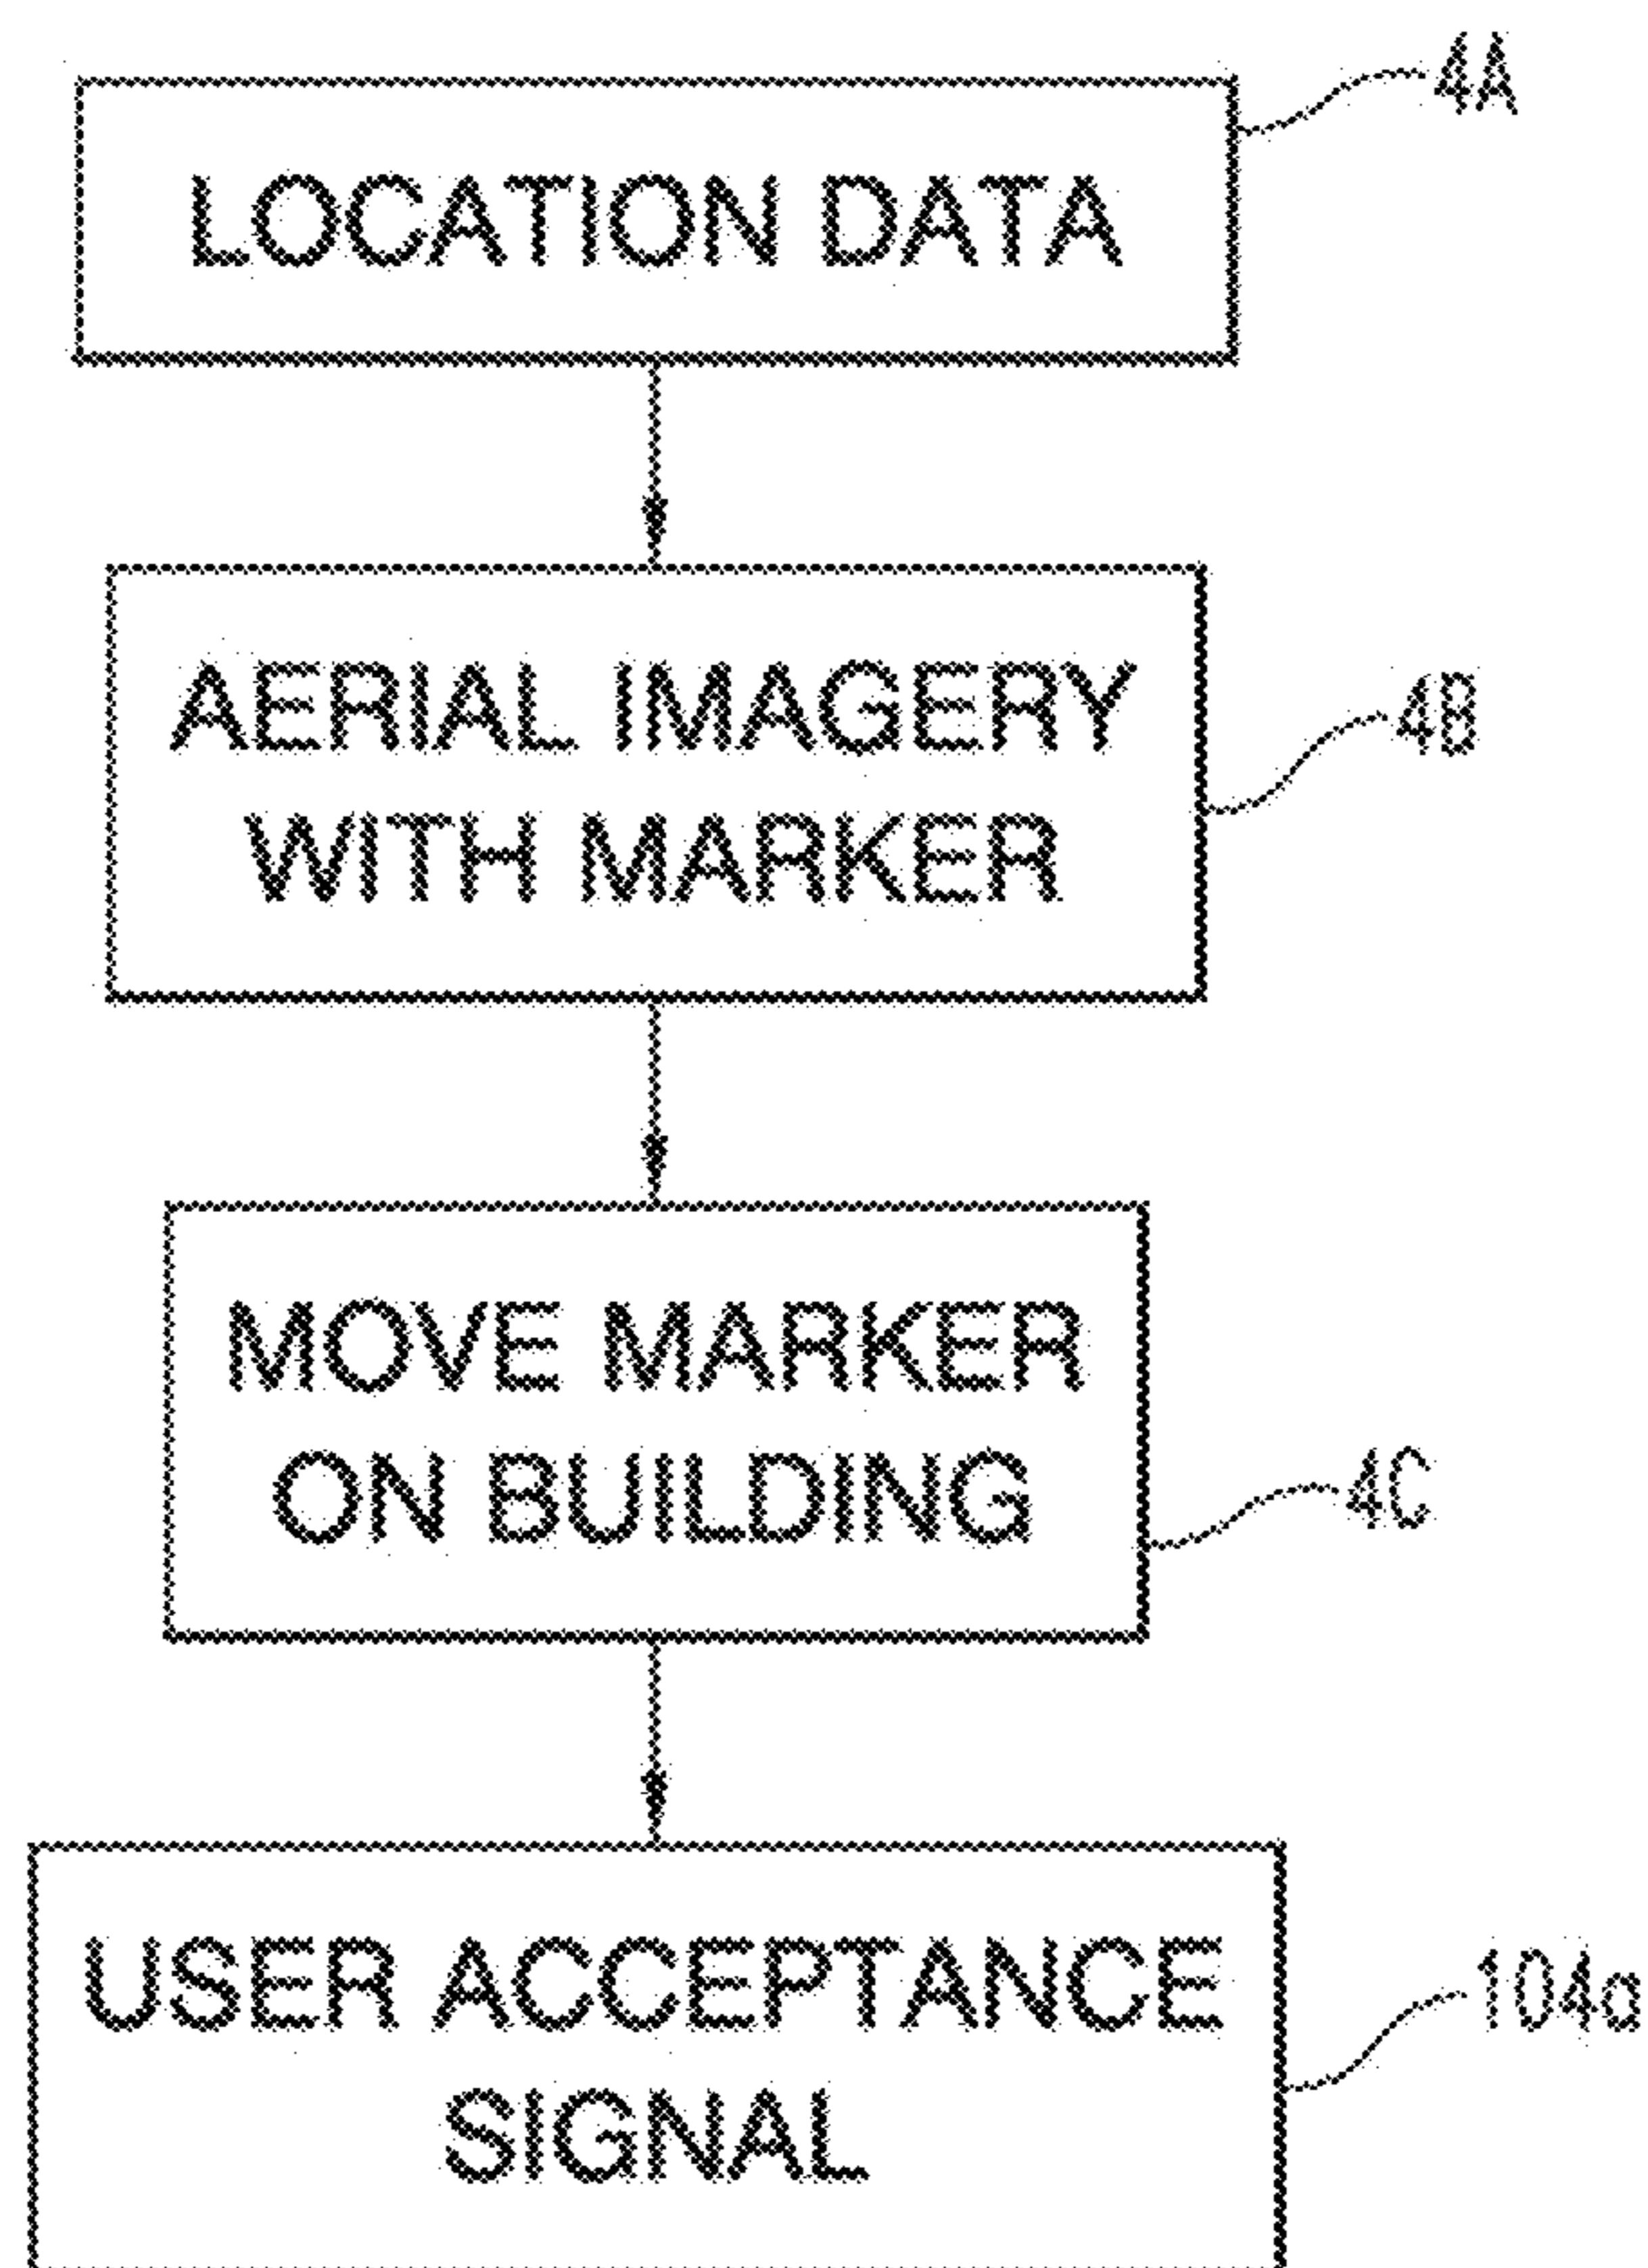 4A
LOCATION DATA
AERIAL IMAGERY
WITH MARKER
4B
MOVE MARKER
ON BUILDING
4C
USER ACCEPTANCE
SIGNAL
104a